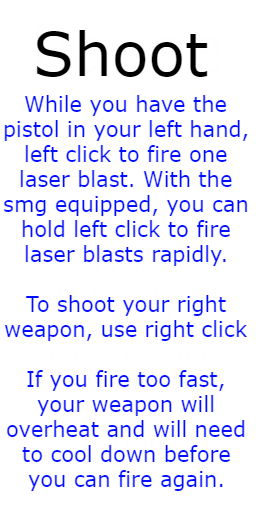 Shoot
While you have the
pistol in your left hand,
left click to fire one
laser blast. With the
smg equipped, you can
hold left click to fire
laser blasts rapidly.
To shoot your right
weapon, use right click
If you fire too fast,
your weapon will
overheat and will need
to cool down before
you can fire again.